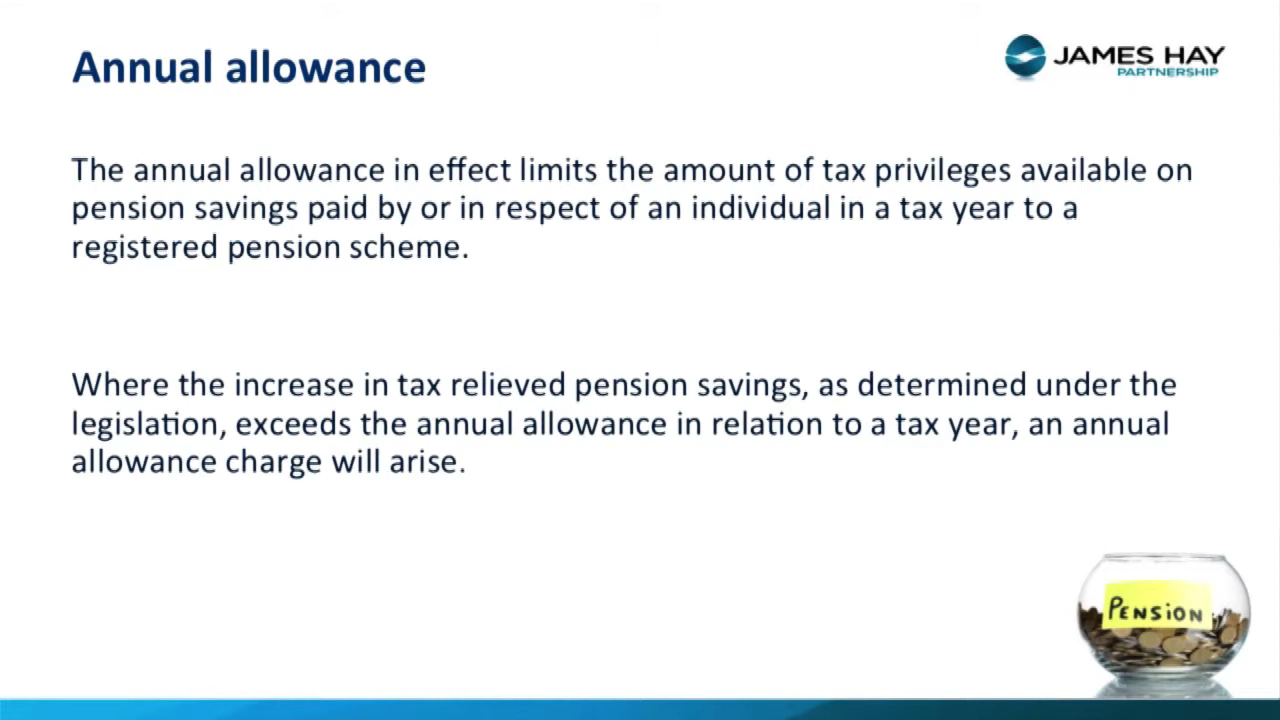 Annual allowance
JAMES HAY
PARTNERSHIP
The annual allowance in effect limits the amount of tax privileges available on
pension savings paid by or in respect of an individual in a tax year to a
registered pension scheme.
Where the increase in tax relieved pension savings, as determined under the
legislation, exceeds the annual allowance in relation to a tax year, an annual
allowance charge will arise.
PENSiON